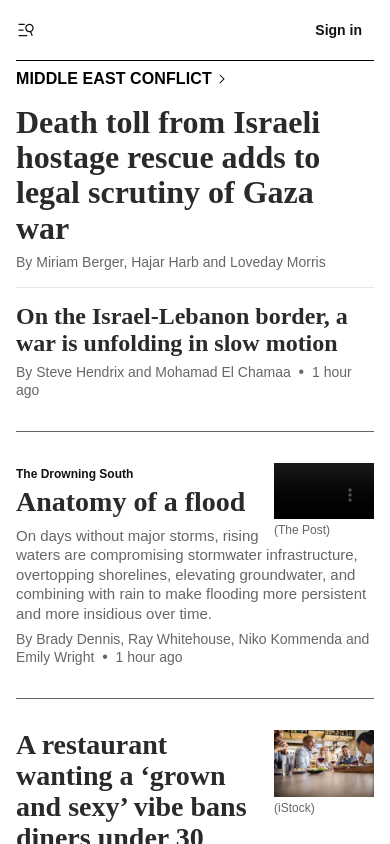 Sign in
MIDDLE EAST CONFLICT
Death toll from Israeli
hostage rescue adds to
legal scrutiny of Gaza
war
By Miriam Berger, Hajar Harb and Loveday Morris
On the Israel-Lebanon border, a
war is unfolding in slow motion
By Steve Hendrix and Mohamad El Chamaa • 1 hour
ago
The Drowning South
Anatomy of a flood
(The Post)
On days without major storms, rising
waters are compromising stormwater infrastructure,
overtopping shorelines, elevating groundwater, and
combining with rain to make flooding more persistent
and more insidious over time.
By Brady Dennis, Ray Whitehouse, Niko Kommenda and
Emily Wright • 1 hour ago
A restaurant
wanting a ‘grown
and sexy’ vibe bans
diners under 30
(iStock)